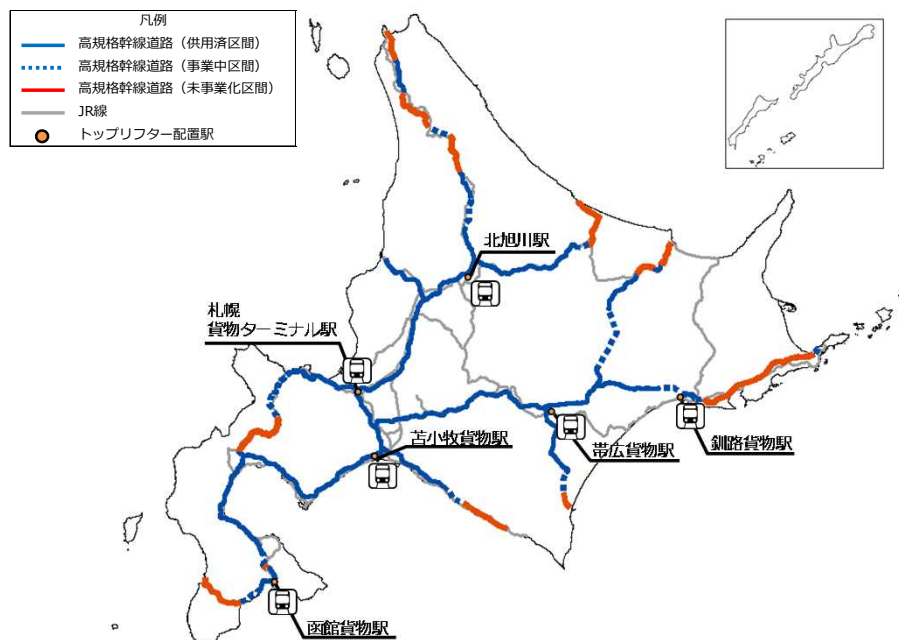 凡例
高規格幹線道路（供用済区間）
高規格幹線道路（事業中区間）
高規格幹線道路（未事業化区間）
JR線
トップリフター配置駅
北旭川駅
札幌
貨物ターミナル駅
苫小牧貨物駅
帯広貨物駅
釧路貨物駅
函館貨物駅